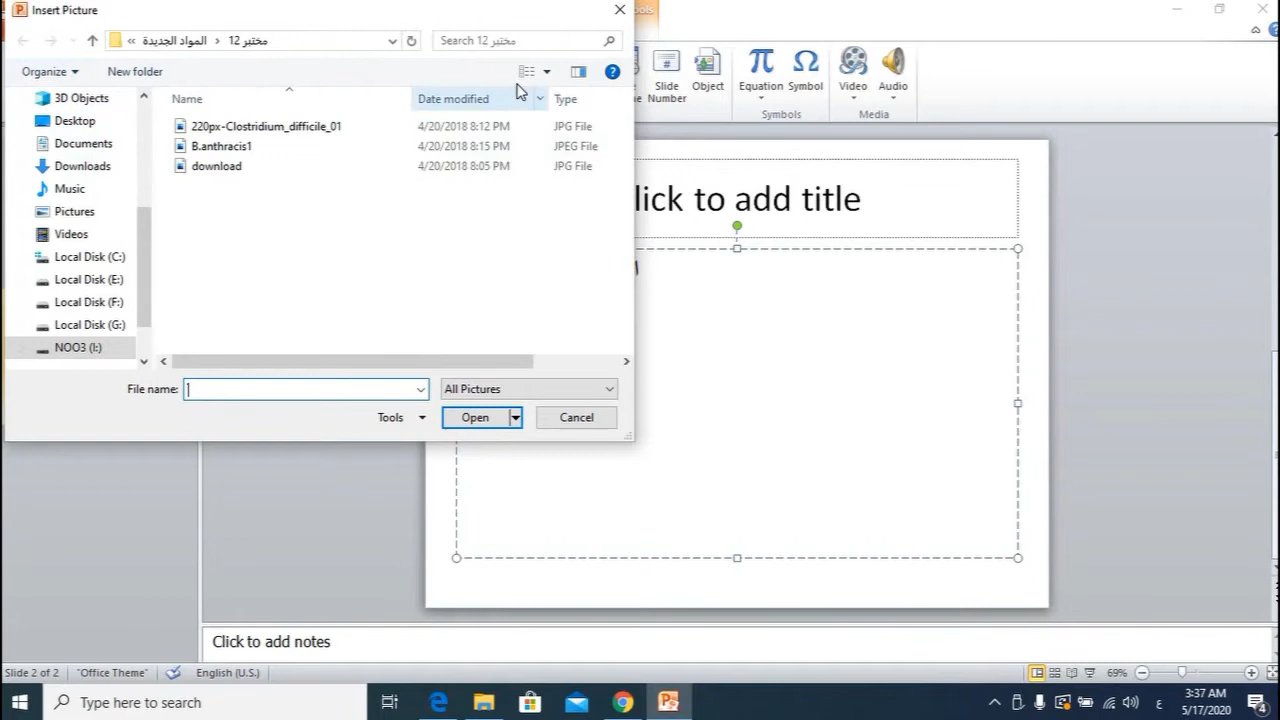 Insert Picture
ols
« المواد الجديدة › مختبر 12
Search مختبر 12
Organize
New folder
3D Objects
Desktop
Documents
Downloads
Music
Pictures
Videos
Local Disk (C:)
Local Disk (E:)
Local Disk (F:)
Local Disk (G:)
NOO3 (I:)
Name Date modified Type
220px-Clostridium_difficile_01 4/20/2018 8:12 PM JPG File
B.anthracis1 4/20/2018 8:15 PM JPEG File
download 4/20/2018 8:05 PM JPG File
File name:
All Pictures
Tools
Open
Cancel
Slide Number
Object
Equation
Symbol
Symbols
Video
Audio
Media
lick to add title
Click to add notes
Slide 2 of 2 "Office Theme" English (U.S.)
69%
Type here to search
ع
3:37 AM
5/17/2020
4